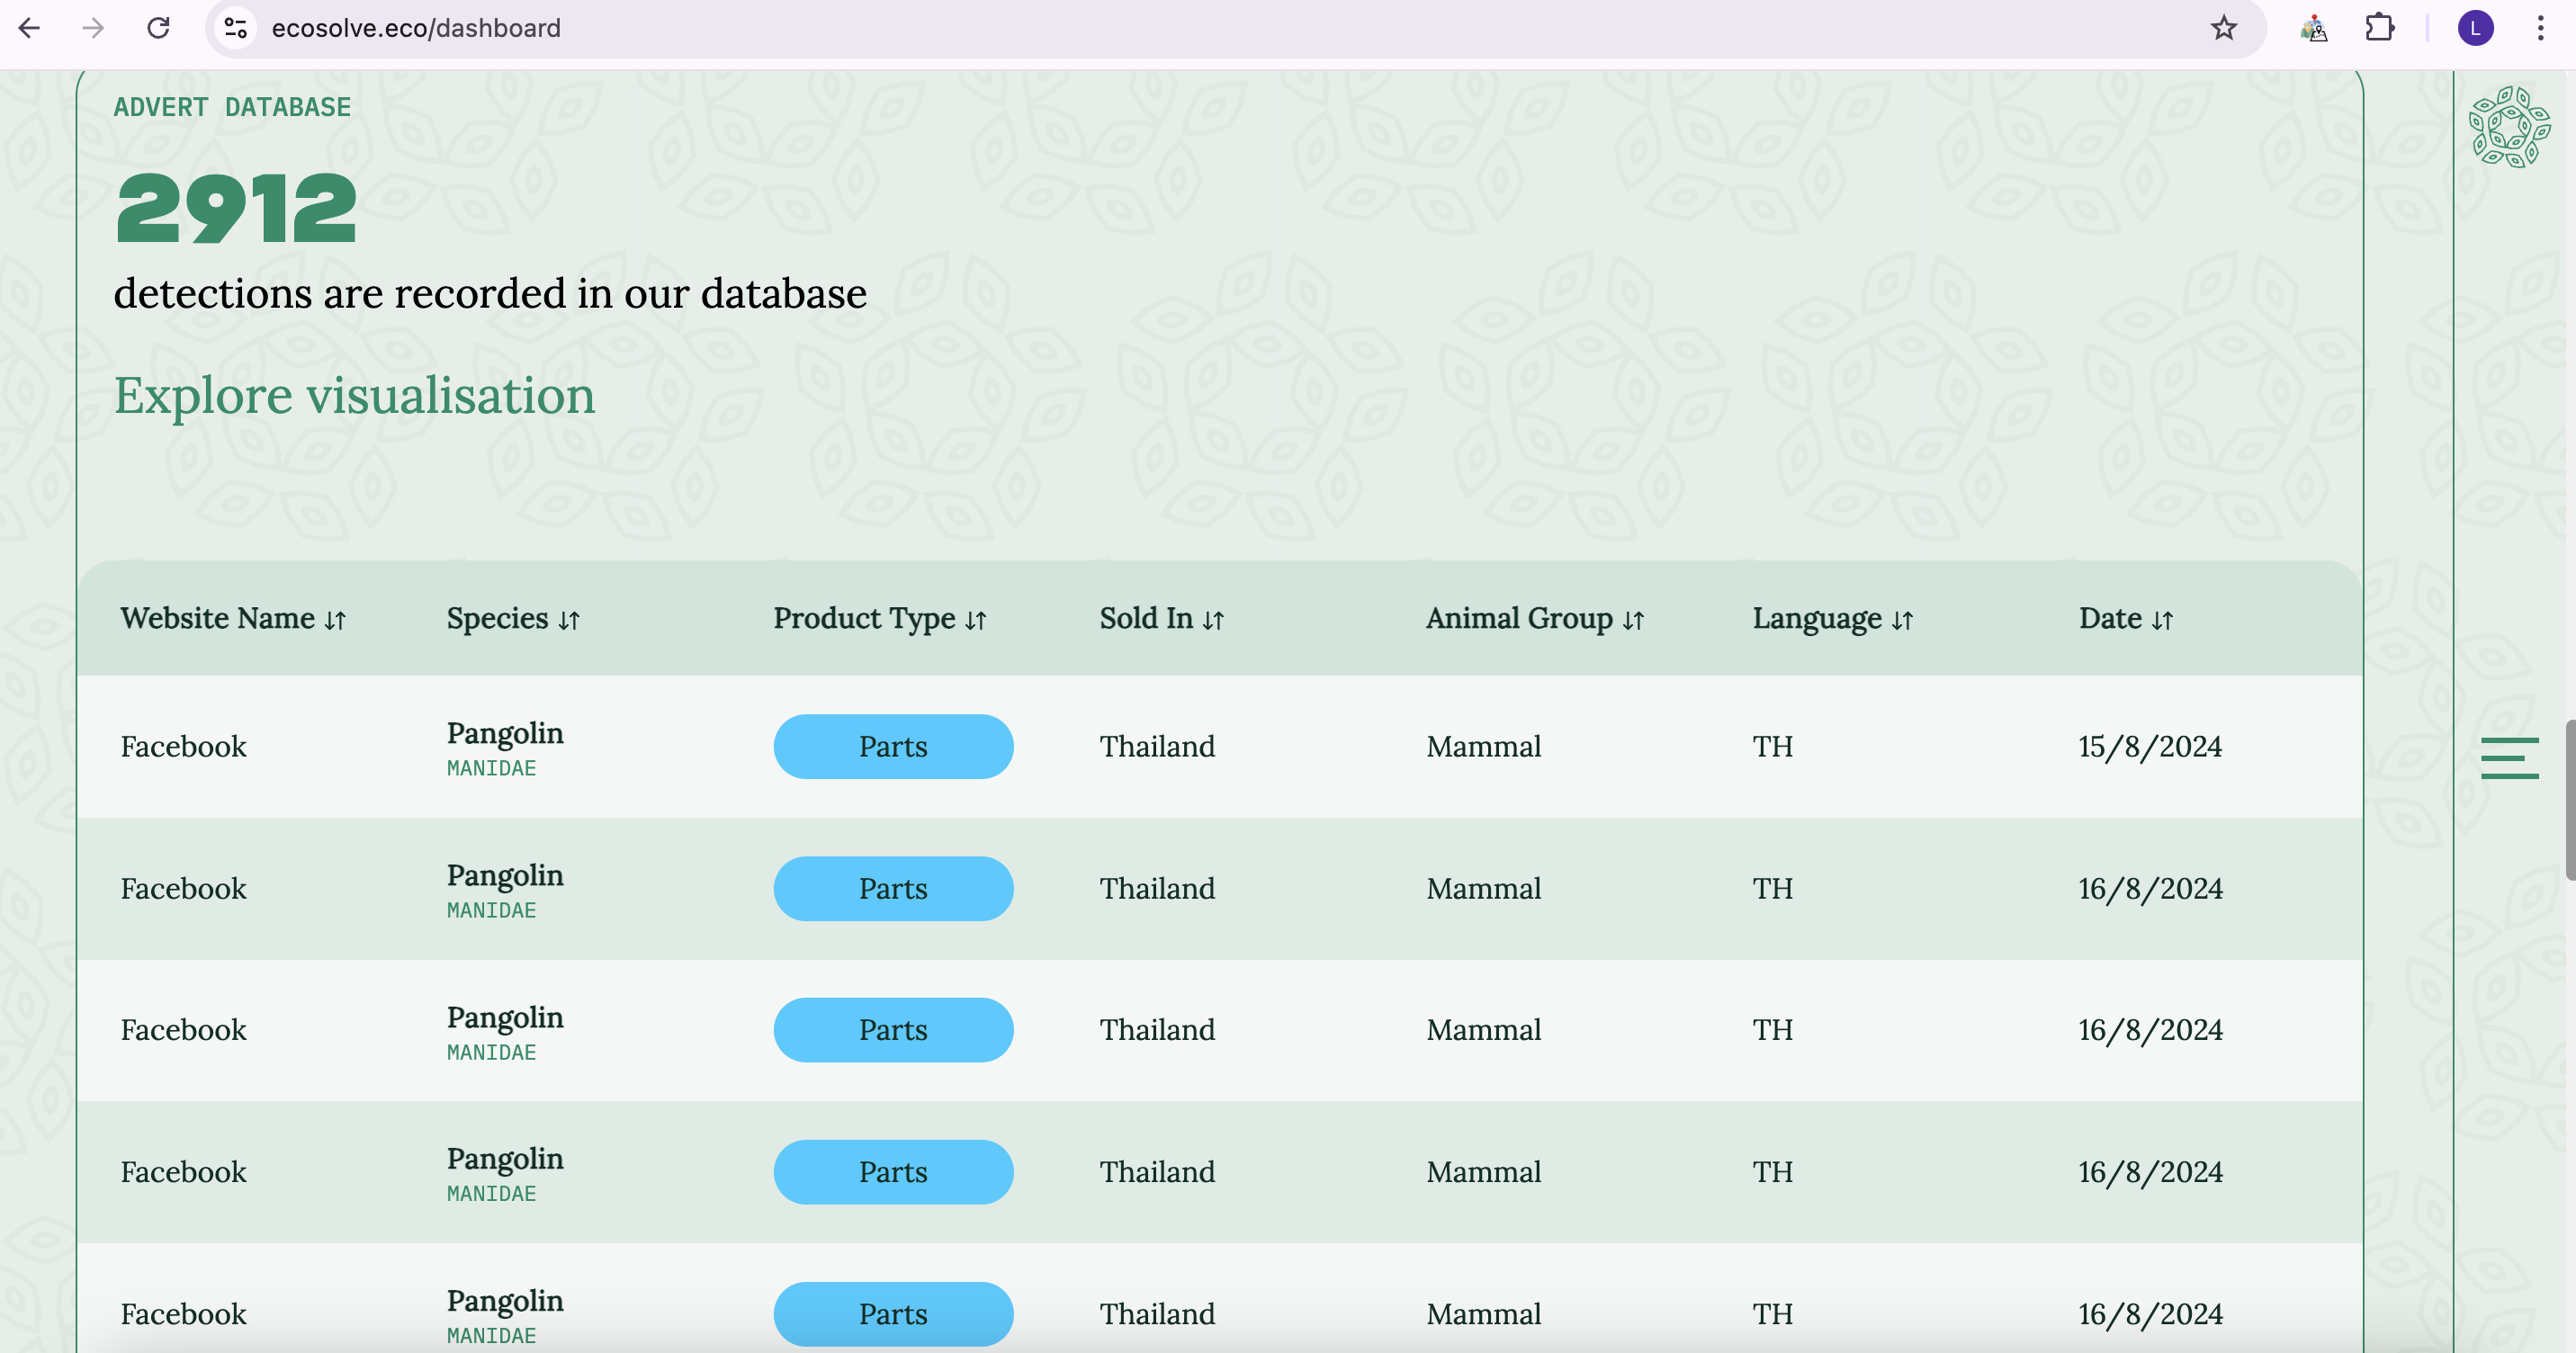 ecosolve.eco/dashboard
L
ADVERT DATABASE
2912
detections are recorded in our database
Explore visualisation
Website Name Species Product Type Sold In Animal Group Language Date
Facebook Pangolin MANIDAE Parts Thailand Mammal TH 15/8/2024
Facebook Pangolin MANIDAE Parts Thailand Mammal TH 16/8/2024
Facebook Pangolin MANIDAE Parts Thailand Mammal TH 16/8/2024
Facebook Pangolin MANIDAE Parts Thailand Mammal TH 16/8/2024
Facebook Pangolin MANIDAE Parts Thailand Mammal TH 16/8/2024